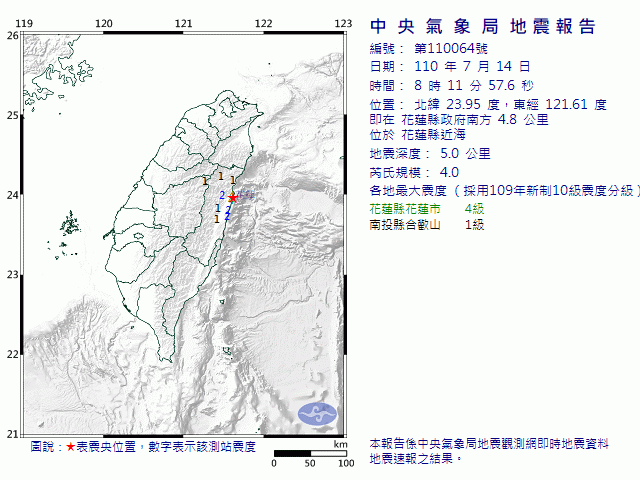 中央氣象局地震報告
編號： 第110064號
日期： 110 年 7 月 14 日
時間： 8 時 11 分 57.6 秒
位置： 北緯 23.95 度，東經 121.61 度
即在 花蓮縣政府南方 4.8 公里
位於 花蓮縣近海
地震深度： 5.0 公里
芮氏規模： 4.0
各地最大震度（採用109年新制10級震度分級）
花蓮縣花蓮市 4級
南投縣合歡山 1級
本報告係中央氣象局地震觀測網即時地震資料
地震速報之結果。
119 120 121 122 123
26
25
24
23
22
21
1 1 1
2
1 2
1 2
圖說：★表震央位置，數字表示該測站震度
km
0 50 100